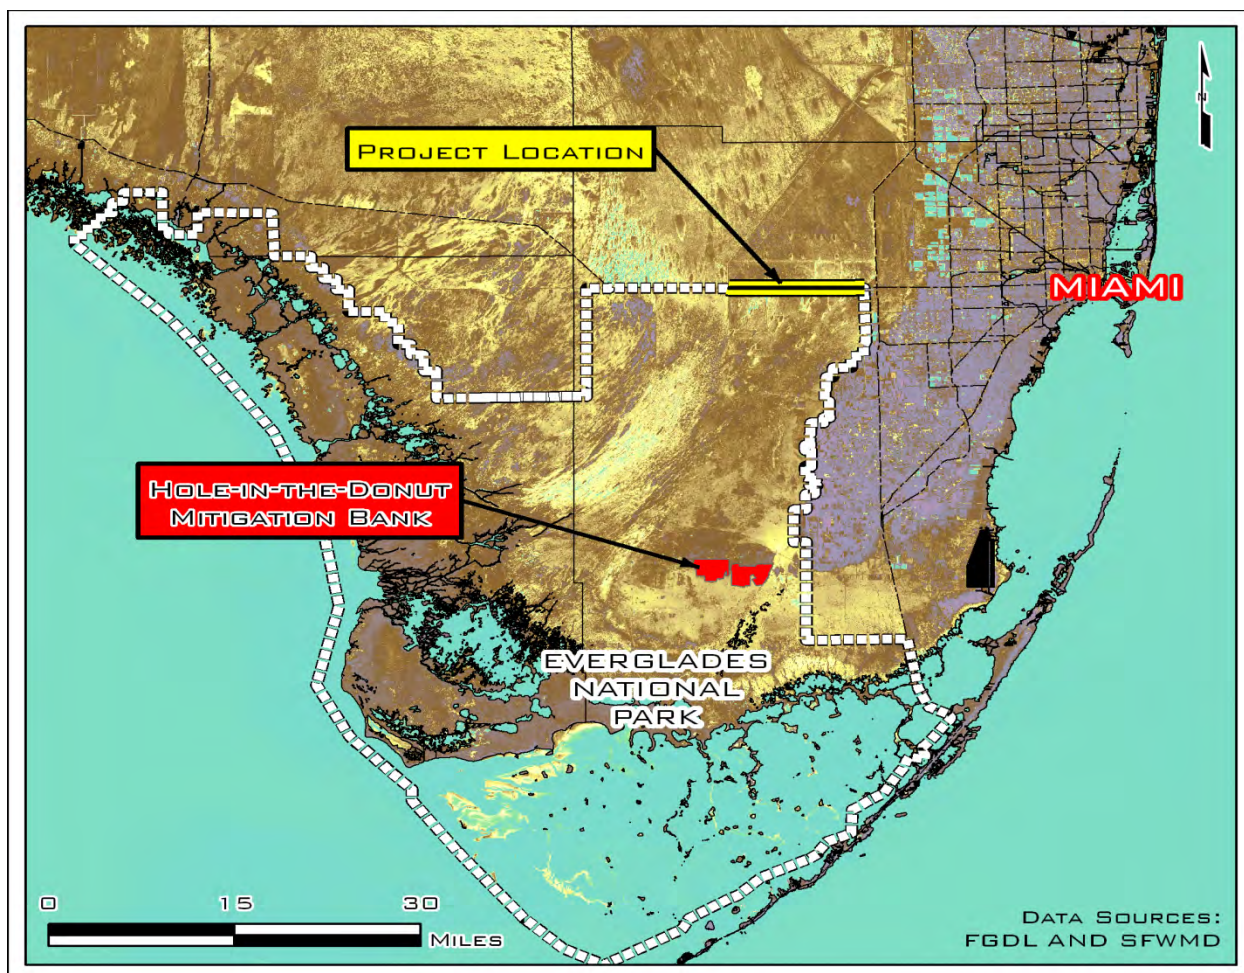 N
PROJECT LOCATION
MIAMI
HOLE-IN-THE-DONUT
MITIGATION BANK
EVERGLADES
NATIONAL
PARK
0 15 30
MILES
DATA SOURCES:
FGDL AND SFWMD